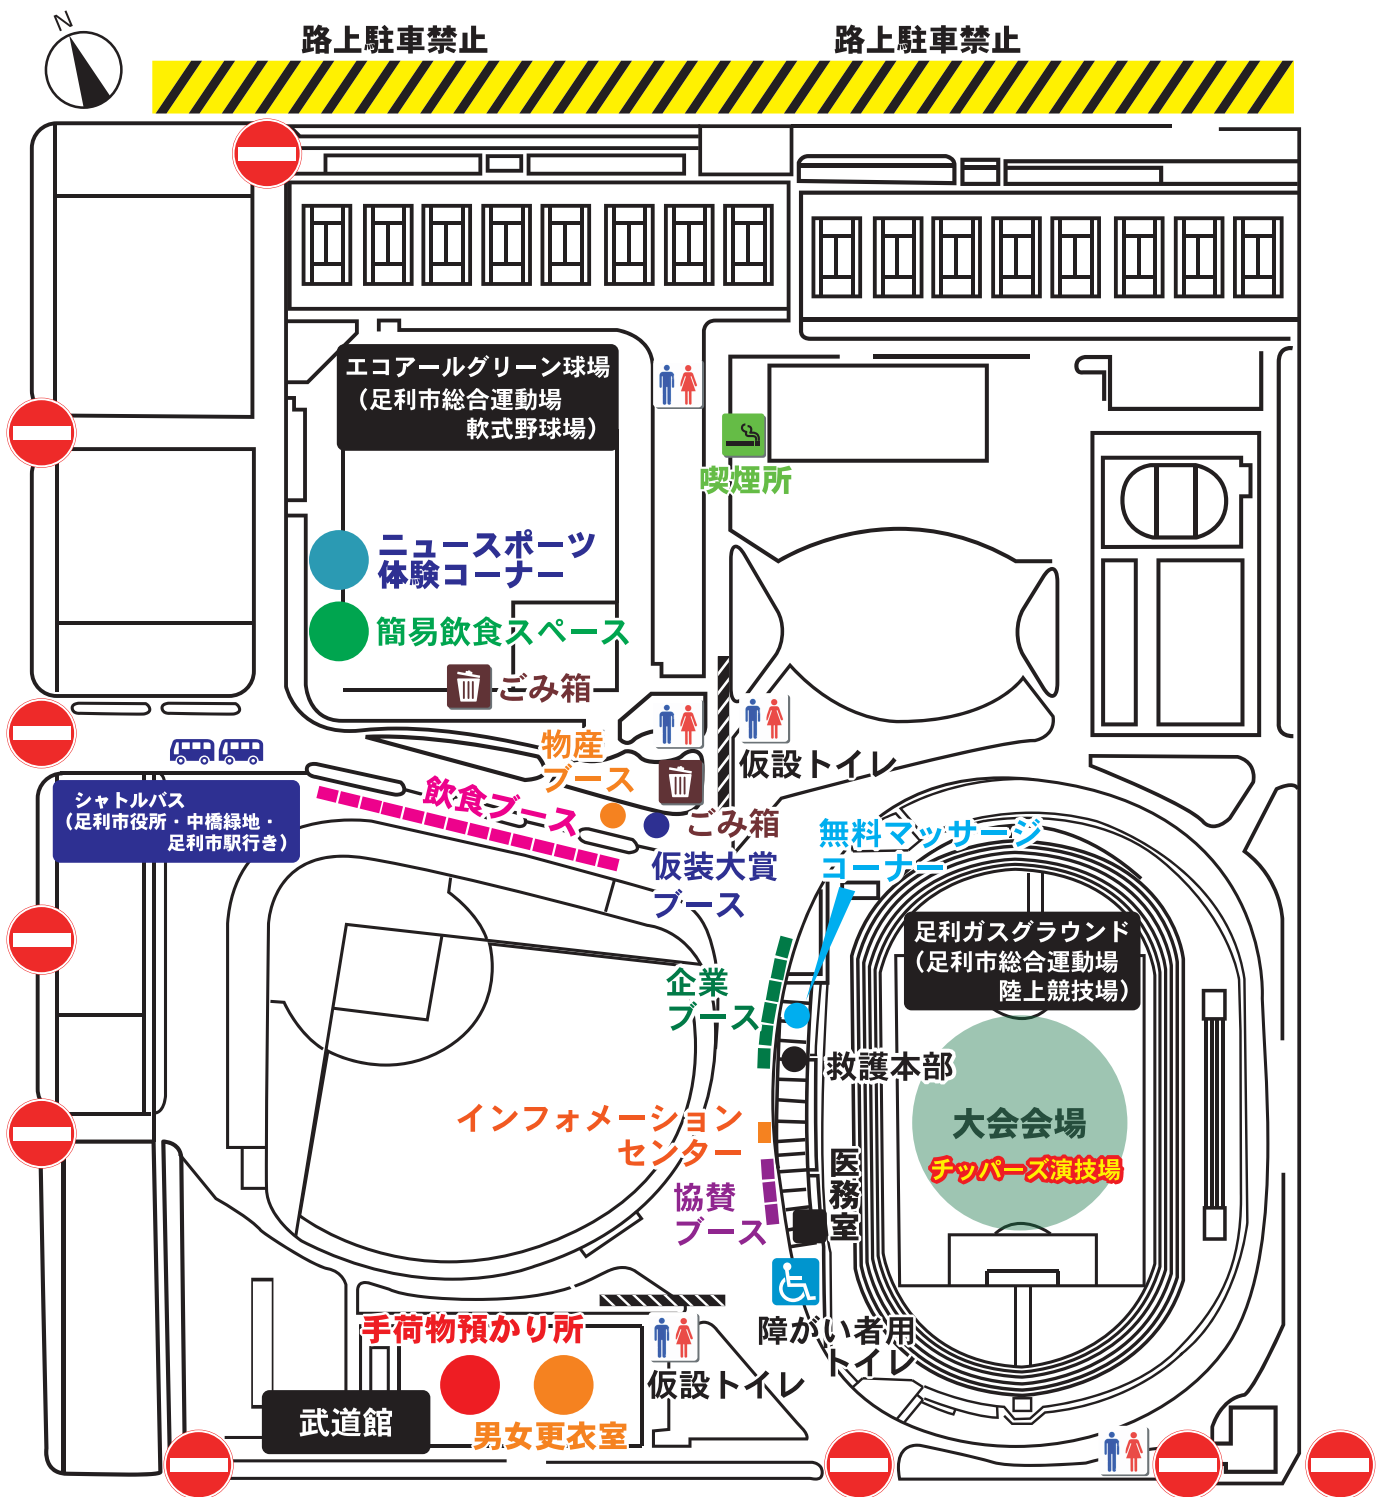 N
路上駐車禁止
路上駐車禁止
エコアールグリーン球場
（足利市総合運動場
軟式野球場）
喫煙所
ニュースポーツ
体験コーナー
簡易飲食スペース
ごみ箱
物産
ブース
仮設トイレ
シャトルバス
（足利市役所・中橋緑地・
足利市駅行き）
飲食ブース
ごみ箱
仮装大賞
ブース
無料マッサージ
コーナー
足利ガスグラウンド
（足利市総合運動場
陸上競技場）
企業
ブース
救護本部
インフォメーション
センター
大会会場
チッパーズ演技場
医務室
協賛
ブース
障がい者用
トイレ
手荷物預かり所
仮設トイレ
武道館
男女更衣室